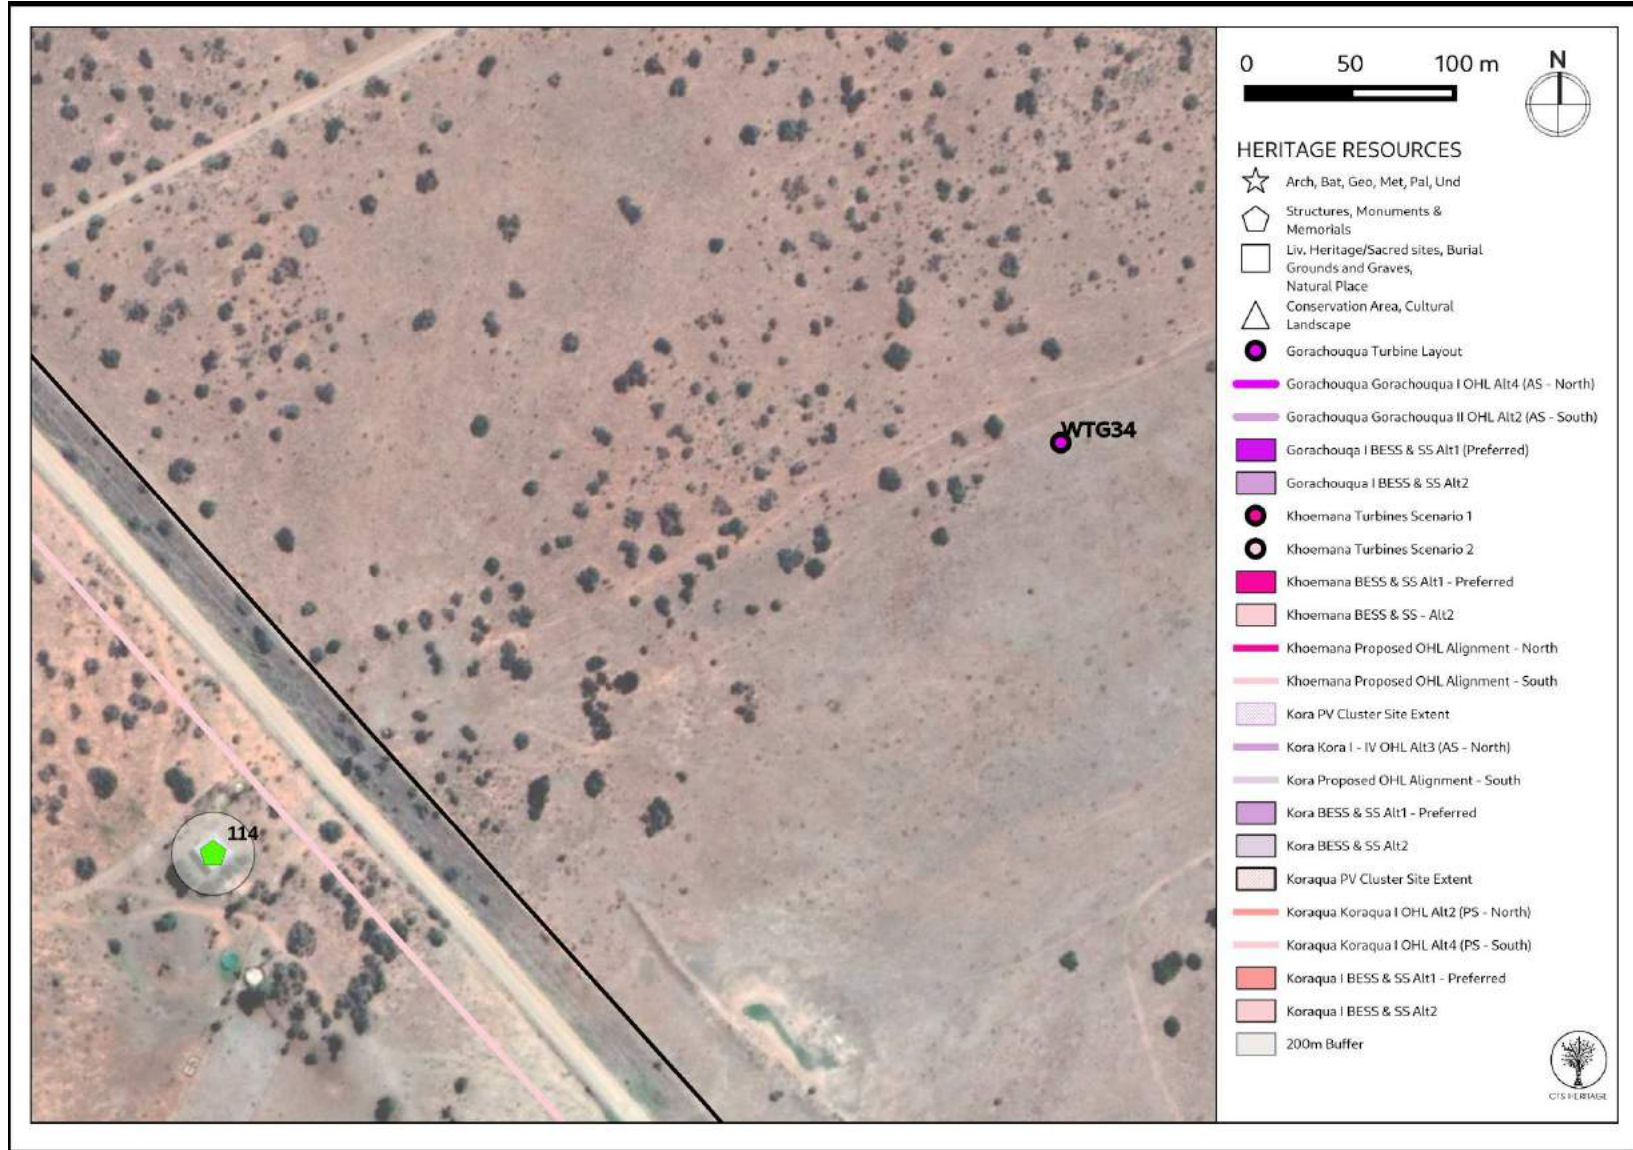 0 50 100 m
N
HERITAGE RESOURCES
Arch, Bat, Geo, Met, Pal, Und
Structures, Monuments &
Memorials
Liv. Heritage/Sacred sites, Burial
Grounds and Graves,
Natural Place
Conservation Area, Cultural
Landscape
Gorachouqua Turbine Layout
Gorachouqua Gorachouqua I OHL Alt4 (AS - North)
Gorachouqua Gorachouqua II OHL Alt2 (AS - South)
Gorachouqa I BESS & SS Alt1 (Preferred)
Gorachouqua I BESS & SS Alt2
Khoemana Turbines Scenario 1
Khoemana Turbines Scenario 2
Khoemana BESS & SS Alt1 - Preferred
Khoemana BESS & SS - Alt2
Khoemana Proposed OHL Alignment - North
Khoemana Proposed OHL Alignment - South
Kora PV Cluster Site Extent
Kora Kora I - IV OHL Alt3 (AS - North)
Kora Proposed OHL Alignment - South
Kora BESS & SS Alt1 - Preferred
Kora BESS & SS Alt2
Koraqua PV Cluster Site Extent
Koraqua Koraqua I OHL Alt2 (PS - North)
Koraqua Koraqua I OHL Alt4 (PS - South)
Koraqua I BESS & SS Alt1 - Preferred
Koraqua I BESS & SS Alt2
200m Buffer
CTS HERITAGE
WTG34
114